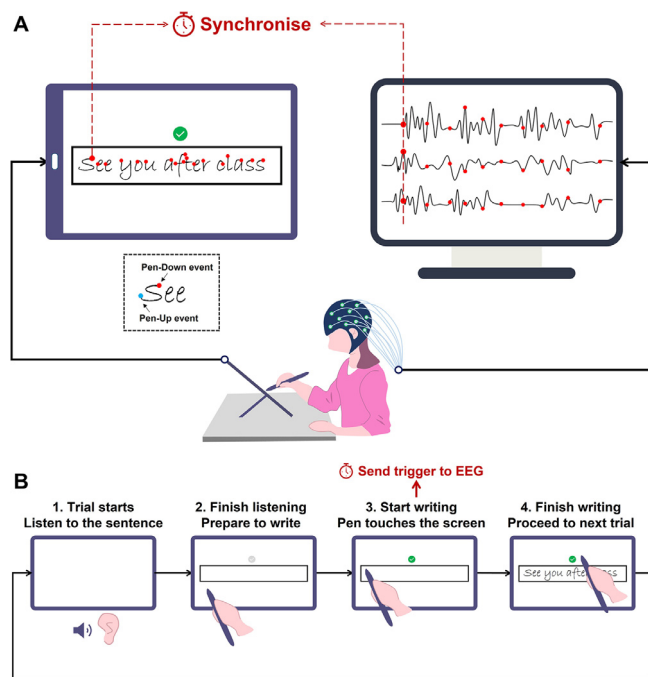 A
Synchronise
See you after class
Pen-Down event
See
Pen-Up event
B
Send trigger to EEG
1. Trial starts
Listen to the sentence
2. Finish listening
Prepare to write
3. Start writing
Pen touches the screen
4. Finish writing
Proceed to next trial
See you after class